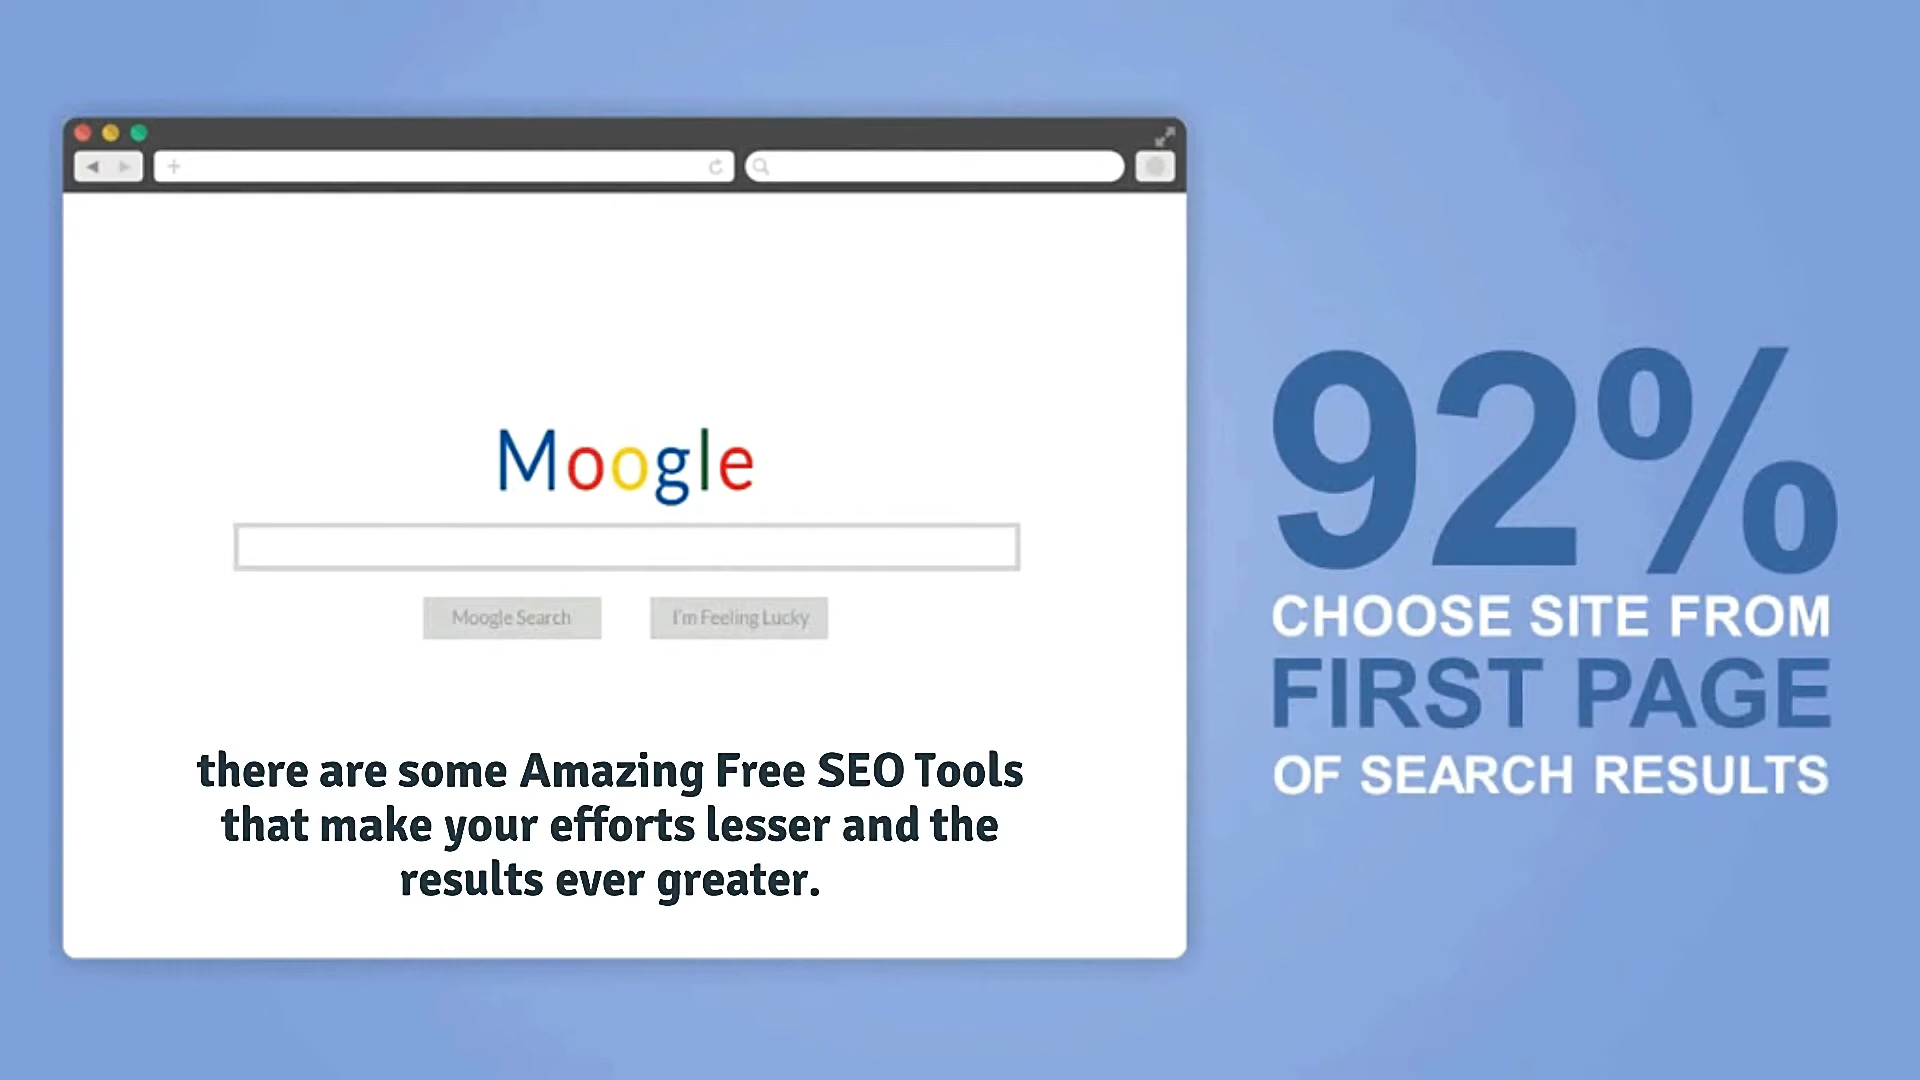 Moogle
Moogle Search
I'm Feeling Lucky
there are some Amazing Free SEO Tools
that make your efforts lesser and the
results ever greater.
92%
CHOOSE SITE FROM
FIRST PAGE
OF SEARCH RESULTS